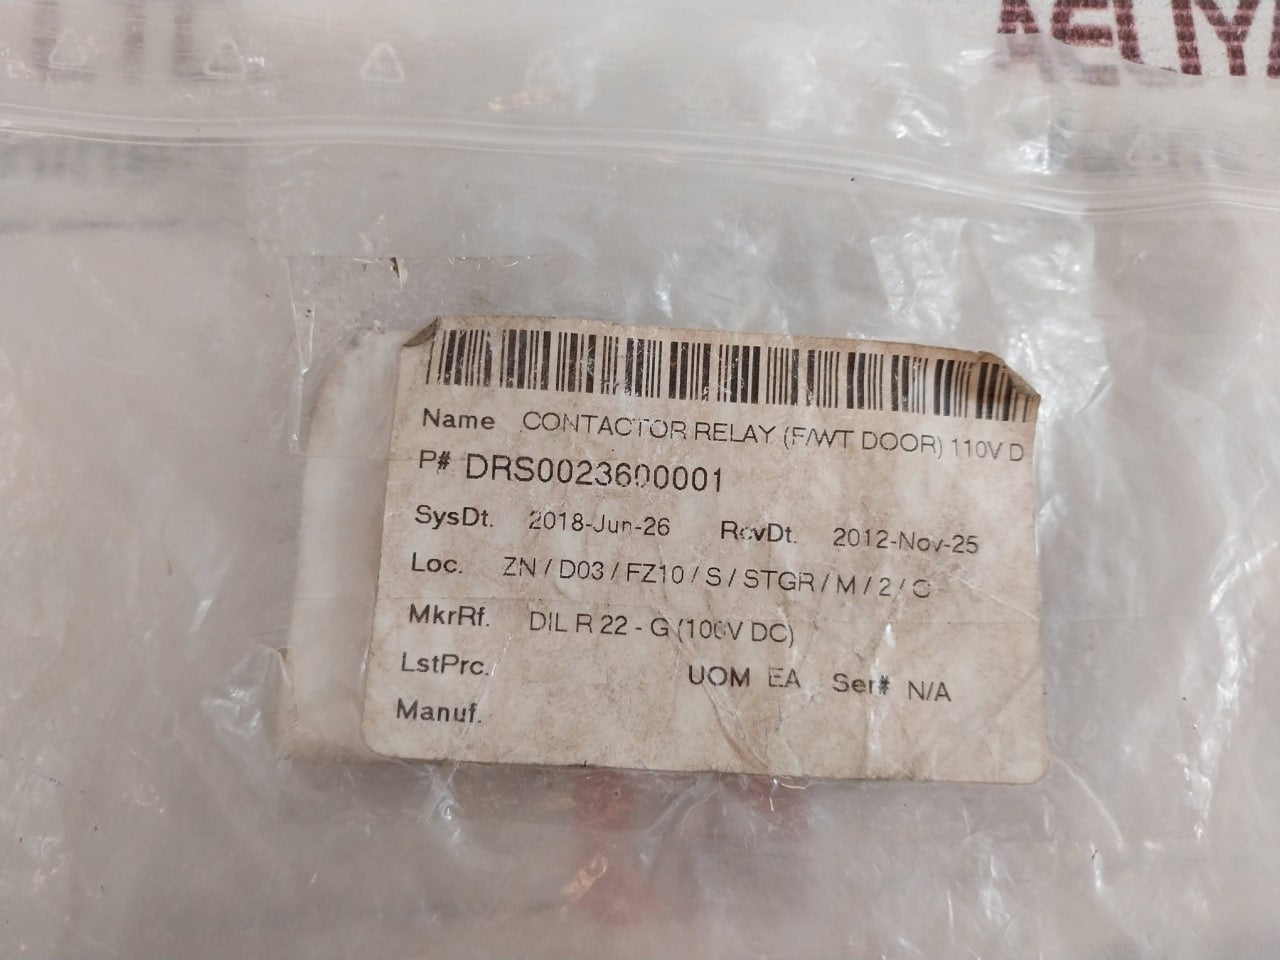 Name CONTACTOR RELAY (F/WT DOOR) 110V D
P# DRS0023600001
SysDt. 2018-Jun-26 RcvDt. 2012-Nov-25
Loc. ZN / D03 / FZ10 / S / STGR / M / 2 /
MkrRf. DIL R 22 - G (100V DC)
LstPrc. UOM EA Ser# N/A
Manuf.